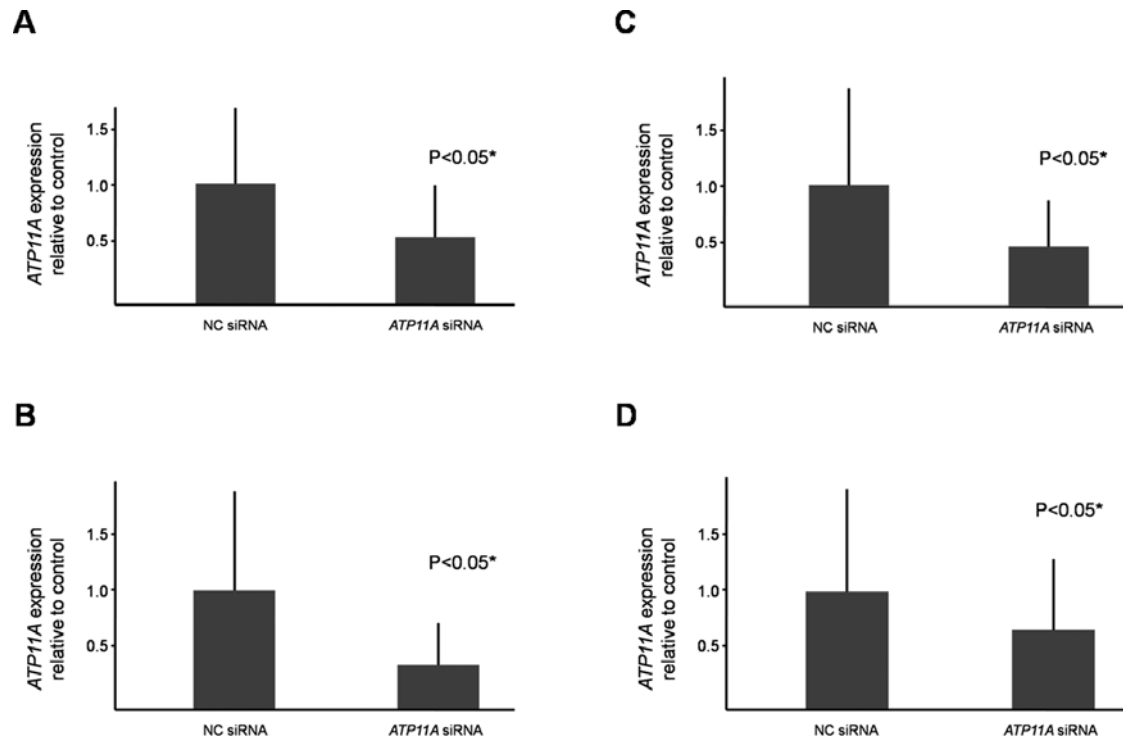 A
ATP11A expression
relative to control
1.5
1.0
0.5
P<0.05*
NC siRNA
ATP11A siRNA
B
ATP11A expression
relative to control
1.5
1.0
0.5
P<0.05*
NC siRNA
ATP11A siRNA
C
ATP11A expression
relative to control
1.5
1.0
0.5
P<0.05*
NC siRNA
ATP11A siRNA
D
ATP11A expression
relative to control
1.5
1.0
0.5
P<0.05*
NC siRNA
ATP11A siRNA